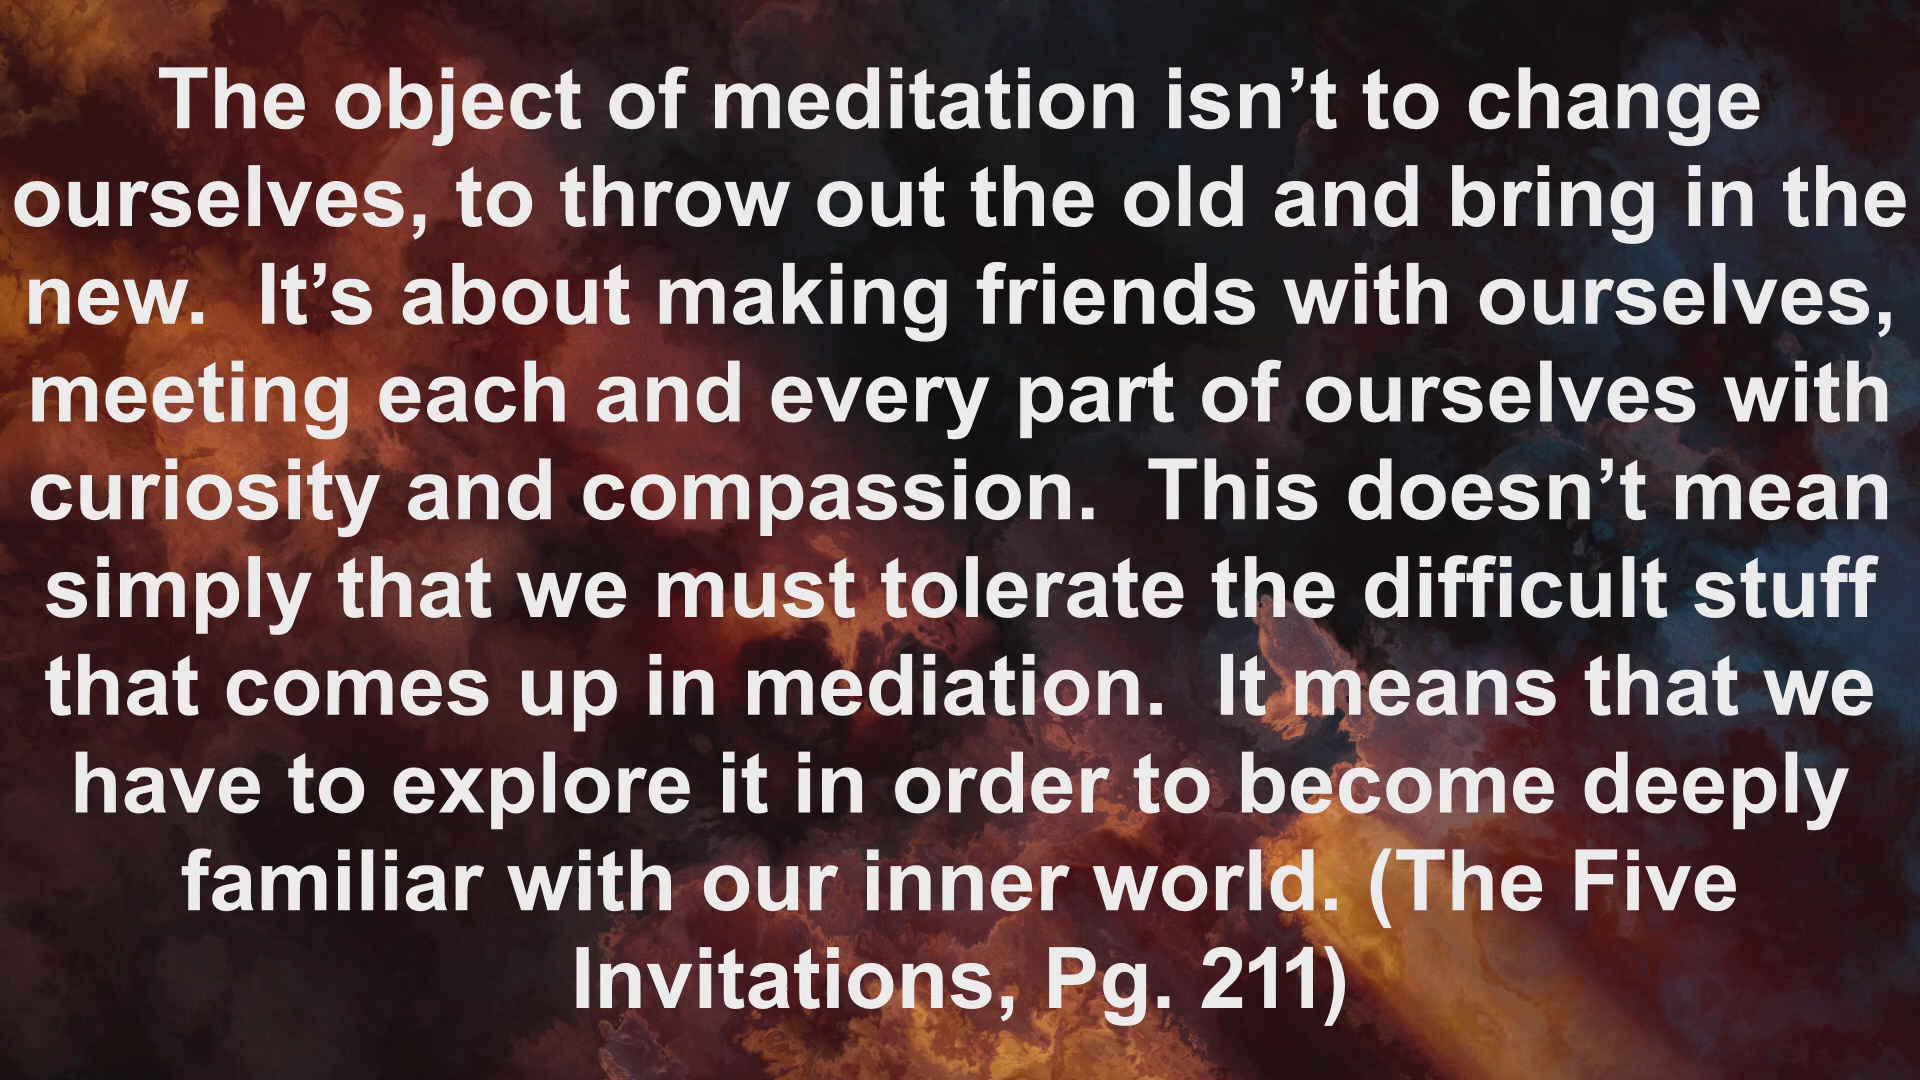 The object of meditation isn’t to change
ourselves, to throw out the old and bring in the
new.  It’s about making friends with ourselves,
meeting each and every part of ourselves with
curiosity and compassion.  This doesn’t mean
simply that we must tolerate the difficult stuff
that comes up in mediation.  It means that we
have to explore it in order to become deeply
familiar with our inner world. (The Five
Invitations, Pg. 211)